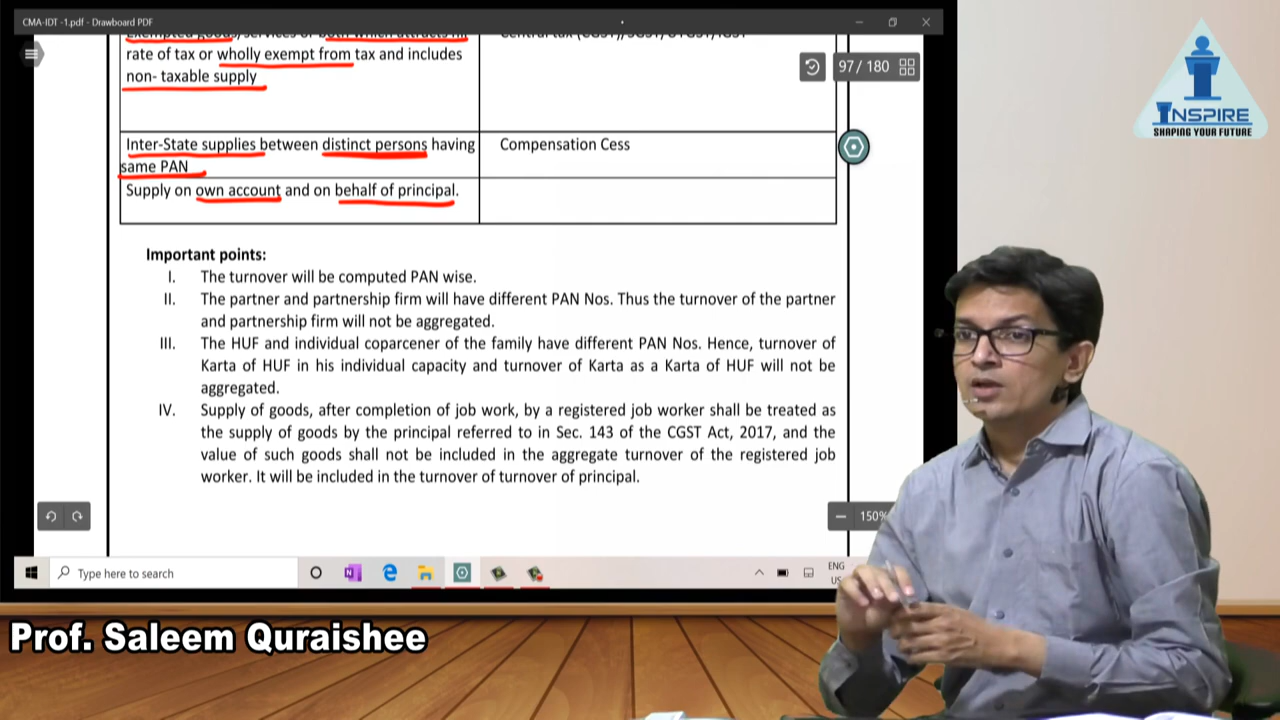 CMA-IDT -1.pdf - Drawboard PDF
rate of tax or wholly exempt from tax and includes
non- taxable supply
97 / 180
Inter-State supplies between distinct persons having
same PAN
Compensation Cess
Supply on own account and on behalf of principal.
Important points:
I. The turnover will be computed PAN wise.
II. The partner and partnership firm will have different PAN Nos. Thus the turnover of the partner
and partnership firm will not be aggregated.
III. The HUF and individual coparcener of the family have different PAN Nos. Hence, turnover of
Karta of HUF in his individual capacity and turnover of Karta as a Karta of HUF will not be
aggregated.
IV. Supply of goods, after completion of job work, by a registered job worker shall be treated as
the supply of goods by the principal referred to in Sec. 143 of the CGST Act, 2017, and the
value of such goods shall not be included in the aggregate turnover of the registered job
worker. It will be included in the turnover of turnover of principal.
150%
Type here to search
ENG
US
INSPIRE
SHAPING YOUR FUTURE
Prof. Saleem Quraishee